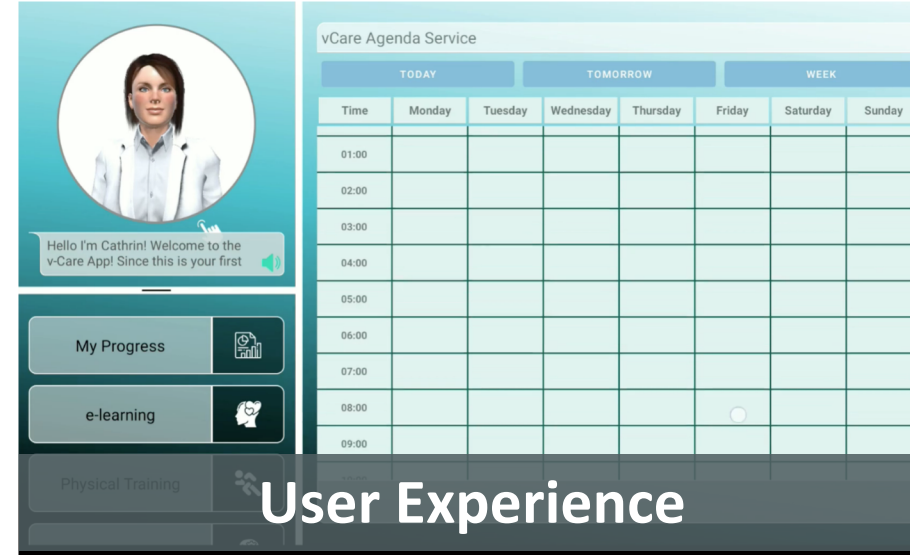 vCare Agenda Service
TODAY TOMORROW WEEK
Time Monday Tuesday Wednesday Thursday Friday Saturday Sunday
01:00
02:00
03:00
04:00
05:00
06:00
07:00
08:00
09:00
Hello I'm Cathrin! Welcome to the
v-Care App! Since this is your first
My Progress
e-learning
Physical Training
User Experience